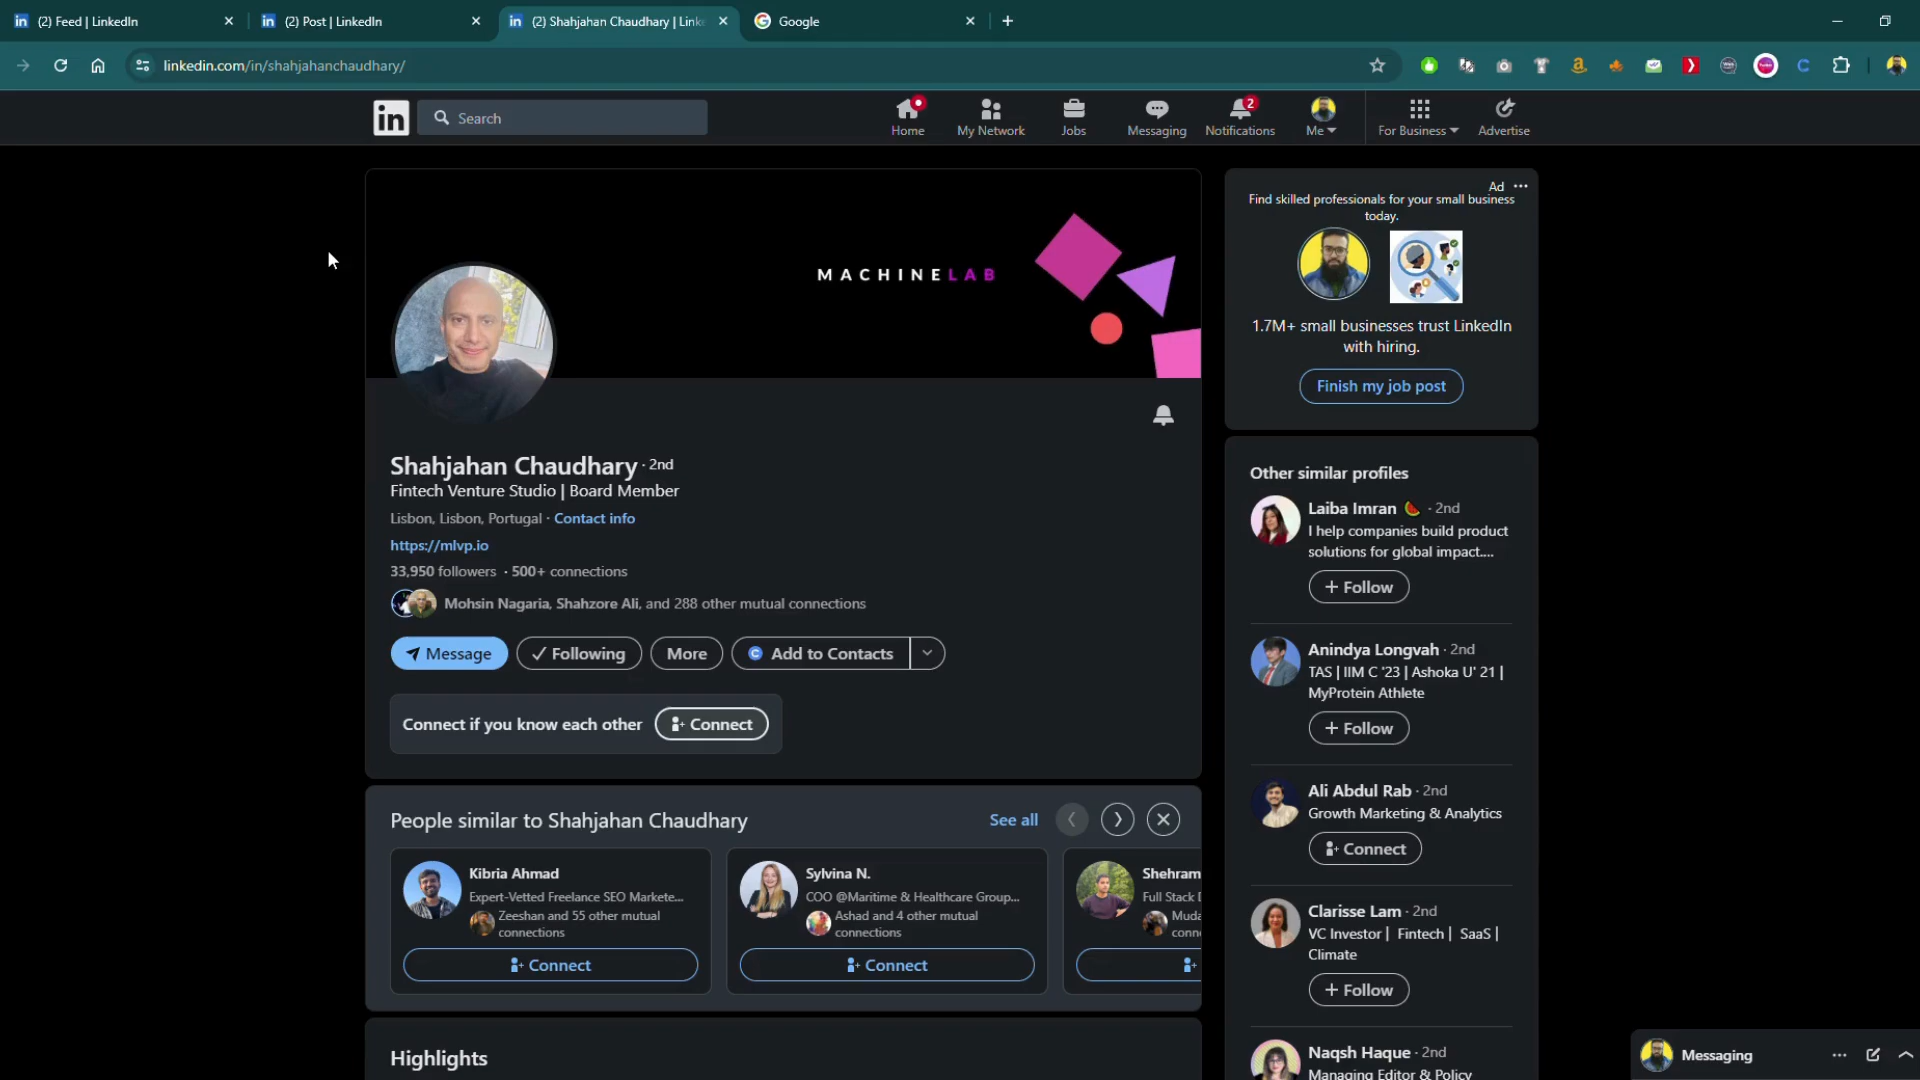 (2) Feed | LinkedIn
(2) Post | LinkedIn
(2) Shahjahan Chaudhary | Link
Google
linkedin.com/in/shahjahanchaudhary/
in
Search
Home
My Network
Jobs
Messaging
2
Notifications
Me
For Business
Advertise
MACHINELAB
Shahjahan Chaudhary · 2nd
Fintech Venture Studio | Board Member
Lisbon, Lisbon, Portugal · Contact info
https://mlvp.io
33,950 followers · 500+ connections
Mohsin Nagaria, Shahzore Ali, and 288 other mutual connections
Message
Following
More
Add to Contacts
Connect if you know each other
Connect
People similar to Shahjahan Chaudhary
See all
Kibria Ahmad
Expert-Vetted Freelance SEO Markete...
Zeeshan and 55 other mutual
connections
Connect
Sylvina N.
COO @Maritime & Healthcare Group...
Ashad and 4 other mutual
connections
Connect
Shehram
Full Stack D
Muda
conne
Highlights
Ad
Find skilled professionals for your small business
today.
1.7M+ small businesses trust LinkedIn
with hiring.
Finish my job post
Other similar profiles
Laiba Imran 🍉 · 2nd
I help companies build product
solutions for global impact....
+ Follow
Anindya Longvah · 2nd
TAS | IIM C '23 | Ashoka U' 21 |
MyProtein Athlete
+ Follow
Ali Abdul Rab · 2nd
Growth Marketing & Analytics
Connect
Clarisse Lam · 2nd
VC Investor | Fintech | SaaS |
Climate
+ Follow
Naqsh Haque · 2nd
Managing Editor & Policy
Messaging